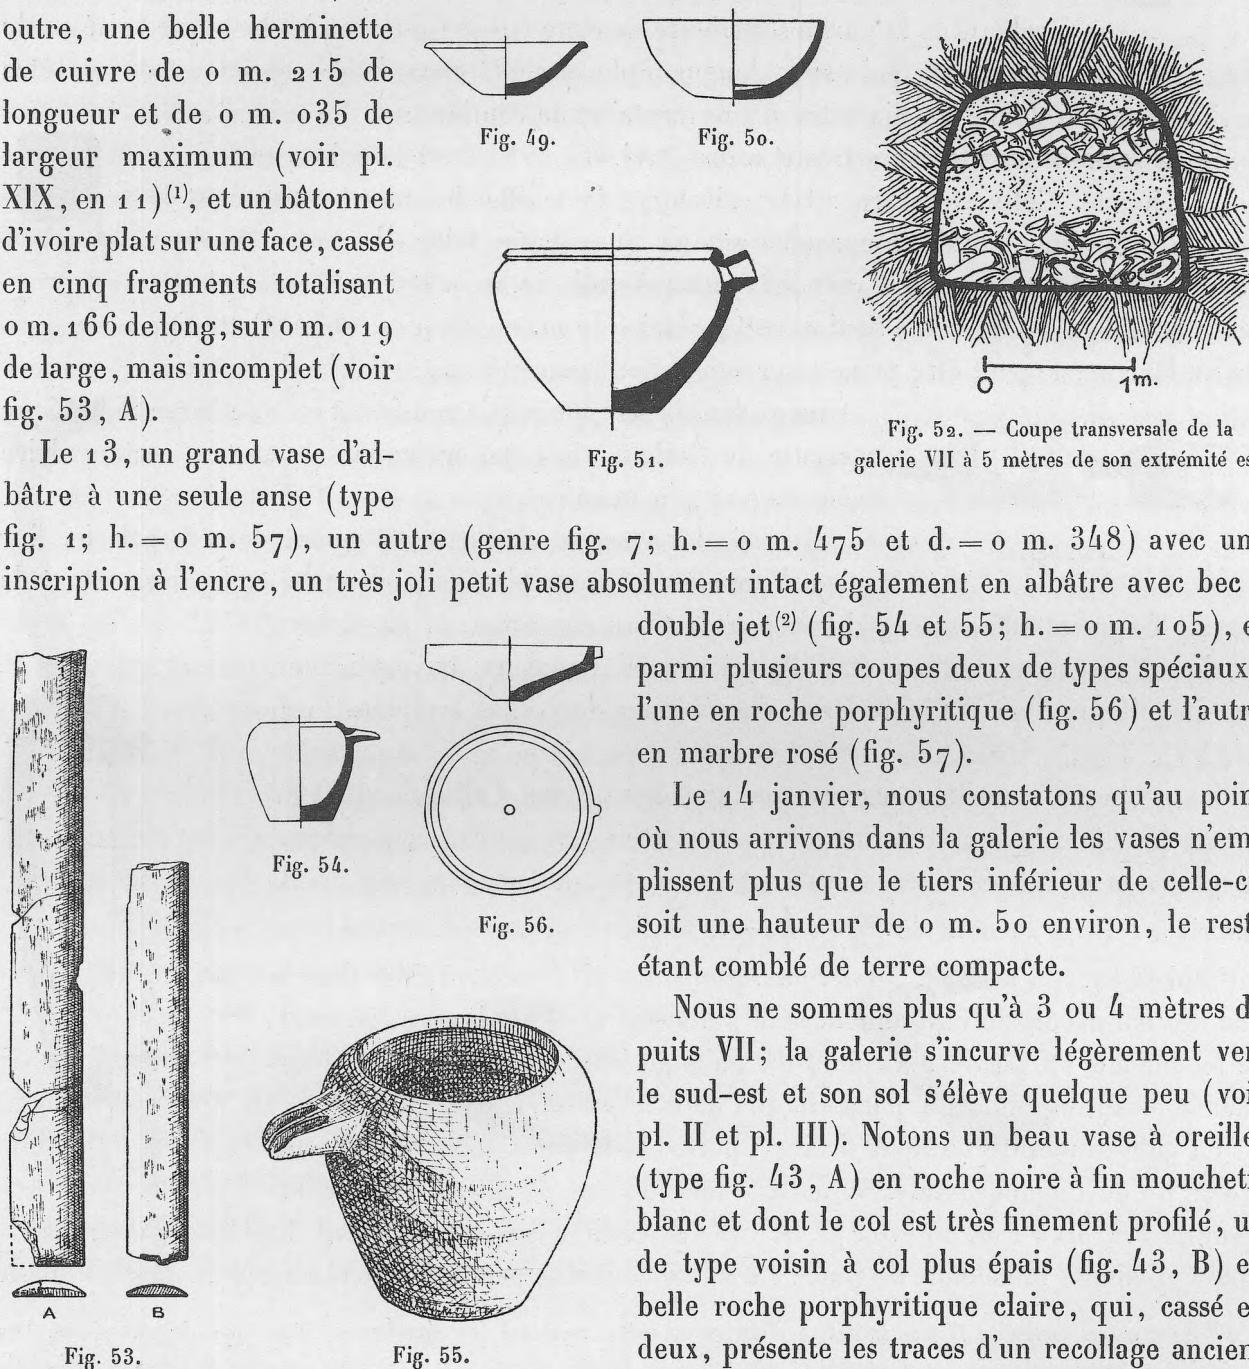 outre, une belle herminette
de cuivre de 0 m. 215 de
longueur et de 0 m. 035 de
largeur maximum (voir pl.
XIX, en 11)⁽¹⁾, et un bâtonnet
d'ivoire plat sur une face, cassé
en cinq fragments totalisant
0 m. 166 de long, sur 0 m. 019
de large, mais incomplet (voir
fig. 53, A).
Le 13, un grand vase d'al-
bâtre à une seule anse (type
Fig. 49.
Fig. 50.
Fig. 51.
0 1m.
Fig. 52. — Coupe transversale de la
galerie VII à 5 mètres de son extrémité es
fig. 1; h. = 0 m. 57), un autre (genre fig. 7; h. = 0 m. 475 et d. = 0 m. 348) avec un
inscription à l'encre, un très joli petit vase absolument intact également en albâtre avec bec
double jet⁽²⁾ (fig. 54 et 55; h. = 0 m. 105), e
parmi plusieurs coupes deux de types spéciaux
l'une en roche porphyritique (fig. 56) et l'autr
en marbre rosé (fig. 57).
Le 14 janvier, nous constatons qu'au poin
où nous arrivons dans la galerie les vases n'em
plissent plus que le tiers inférieur de celle-c
soit une hauteur de 0 m. 50 environ, le rest
étant comblé de terre compacte.
Nous ne sommes plus qu'à 3 ou 4 mètres d
puits VII; la galerie s'incurve légèrement ver
le sud-est et son sol s'élève quelque peu (voi
pl. II et pl. III). Notons un beau vase à oreille
(type fig. 43, A) en roche noire à fin mouchet
blanc et dont le col est très finement profilé, u
de type voisin à col plus épais (fig. 43, B) e
belle roche porphyritique claire, qui, cassé e
deux, présente les traces d'un recollage ancien
Fig. 54.
Fig. 56.
A
B
Fig. 53.
Fig. 55.